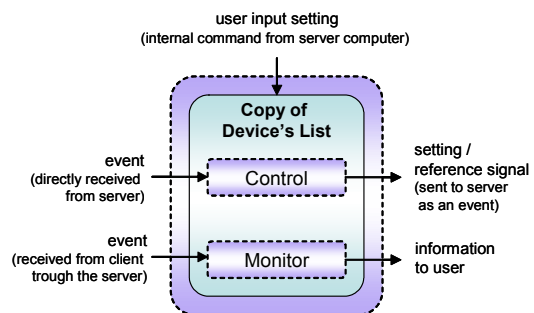 user input setting
(internal command from server computer)
Copy of
Device's List
event
(directly received
from server)
Control
setting /
reference signal
(sent to server
as an event)
event
(received from client
trough the server)
Monitor
information
to user